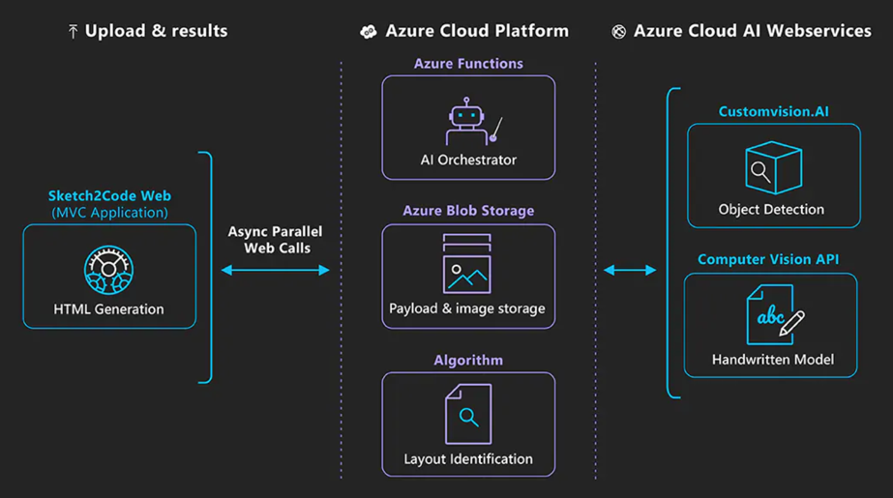 Upload & results
Azure Cloud Platform
Azure Cloud AI Webservices
Sketch2Code Web
(MVC Application)
HTML Generation
Async Parallel
Web Calls
Azure Functions
AI Orchestrator
Azure Blob Storage
Payload & image storage
Algorithm
Layout Identification
Customvision.AI
Object Detection
Computer Vision API
abc
Handwritten Model